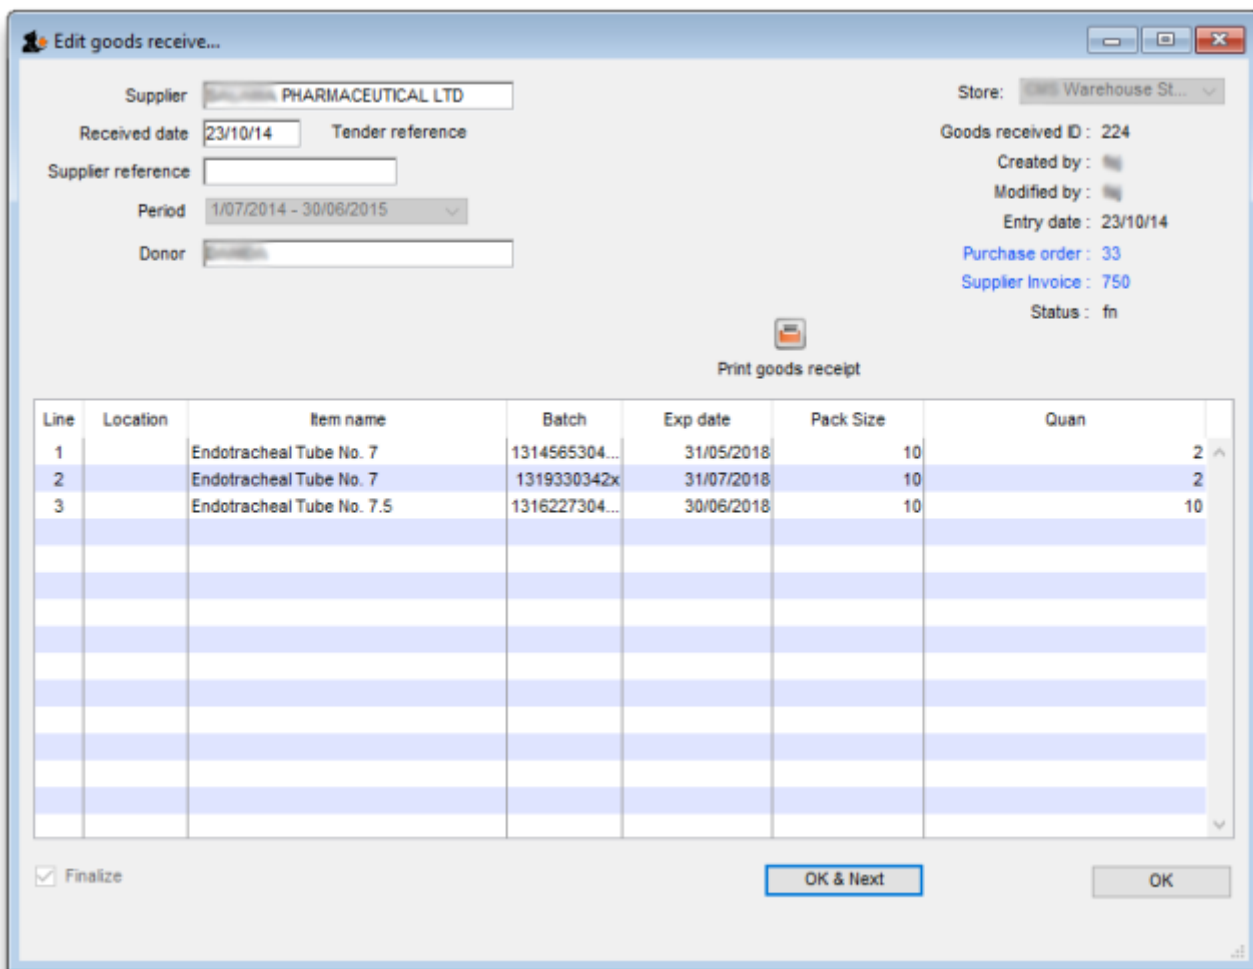 Edit goods receive...
Supplier PHARMACEUTICAL LTD
Store: Warehouse St...
Received date 23/10/14 Tender reference
Goods received ID : 224
Supplier reference
Created by :
Modified by :
Period 1/07/2014 - 30/06/2015
Entry date : 23/10/14
Donor
Purchase order : 33
Supplier Invoice : 750
Status : fn
Print goods receipt
Line Location Item name Batch Exp date Pack Size Quan
1 Endotracheal Tube No. 7 1314565304... 31/05/2018 10 2
2 Endotracheal Tube No. 7 1319330342x 31/07/2018 10 2
3 Endotracheal Tube No. 7.5 1316227304... 30/06/2018 10 10
Finalize OK & Next OK